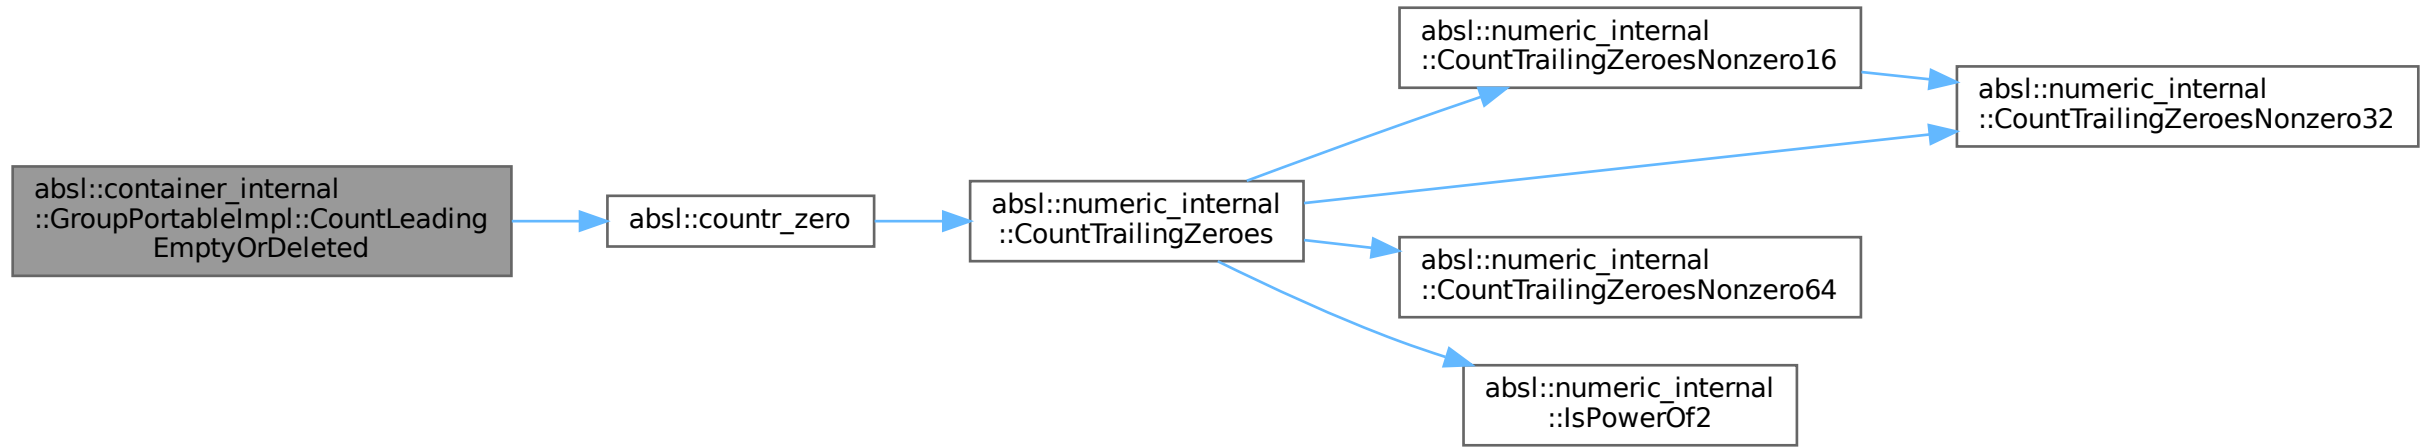 absl::container_internal
::GroupPortableImpl::CountLeading
EmptyOrDeleted
absl::countr_zero
absl::numeric_internal
::CountTrailingZeroes
absl::numeric_internal
::CountTrailingZeroesNonzero16
absl::numeric_internal
::CountTrailingZeroesNonzero32
absl::numeric_internal
::CountTrailingZeroesNonzero64
absl::numeric_internal
::IsPowerOf2